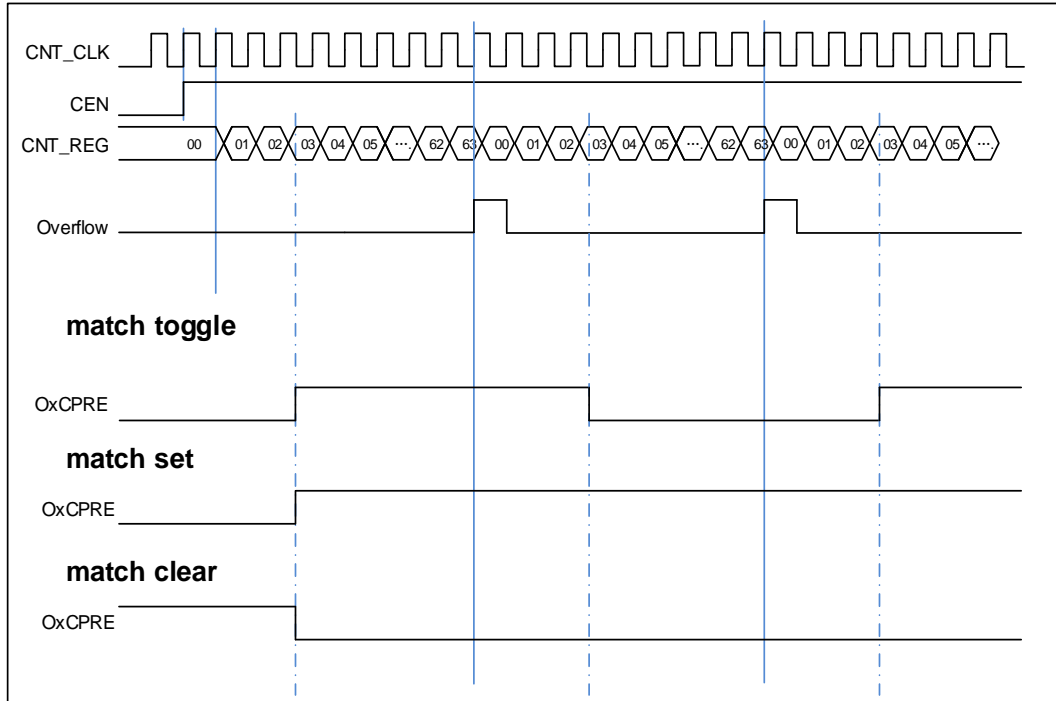 CNT_CLK
CEN
CNT_REG 00 01 02 03 04 05 .... 62 63 00 01 02 03 04 05 .... 62 63 00 01 02 03 04 05 ....
Overflow
match toggle
OxCPRE
match set
OxCPRE
match clear
OxCPRE